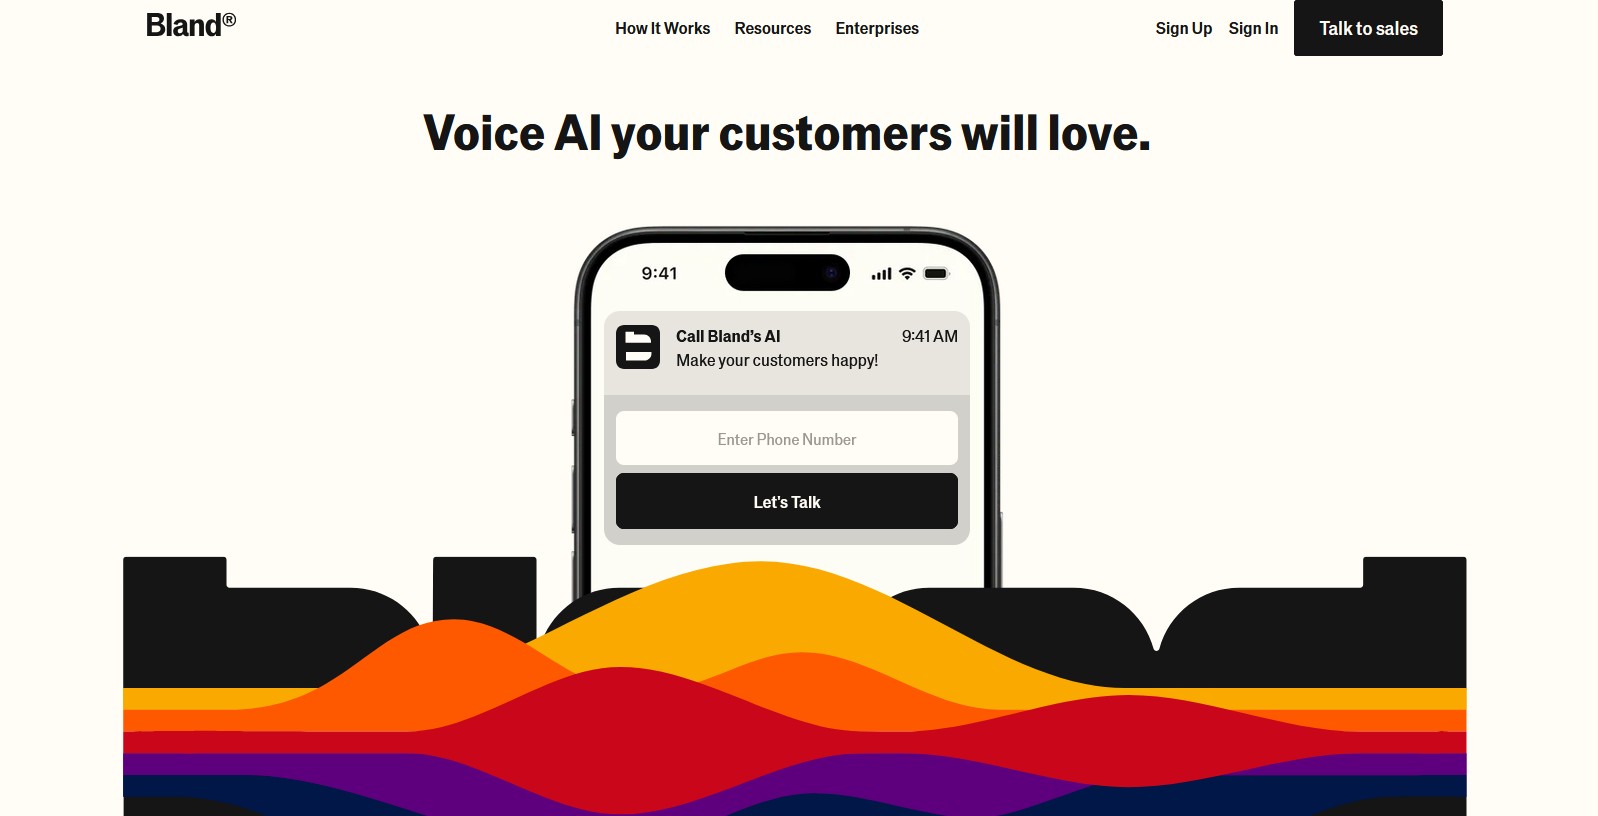 Bland®
How It Works
Resources
Enterprises
Sign Up
Sign In
Talk to sales
Voice AI your customers will love.
9:41
Call Bland's AI
9:41 AM
Make your customers happy!
Enter Phone Number
Let's Talk